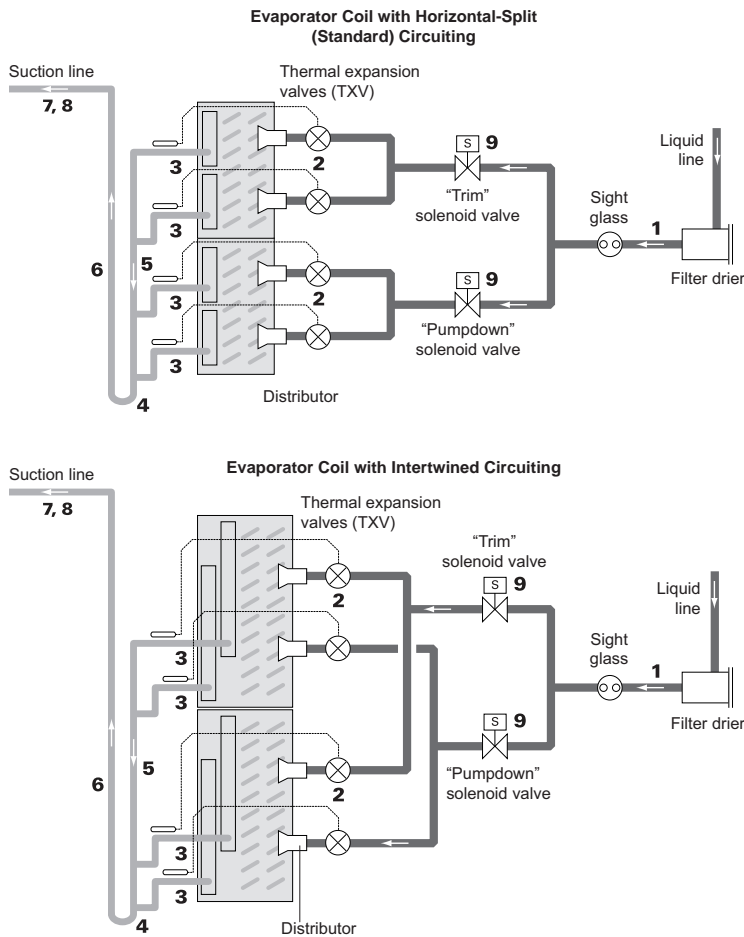 Evaporator Coil with Horizontal-Split
(Standard) Circuiting
Suction line
7, 8
Thermal expansion
valves (TXV)
S
9
Liquid
line
3
2
"Trim"
solenoid valve
Sight
glass
1
3
6
5
S
9
Filter drier
3
2
"Pumpdown"
solenoid valve
3
4
Distributor
Evaporator Coil with Intertwined Circuiting
Suction line
7, 8
Thermal expansion
valves (TXV)
"Trim"
solenoid valve
S
9
Liquid
line
2
Sight
glass
1
3
3
S
9
Filter drier
5
6
2
"Pumpdown"
solenoid valve
3
3
4
Distributor